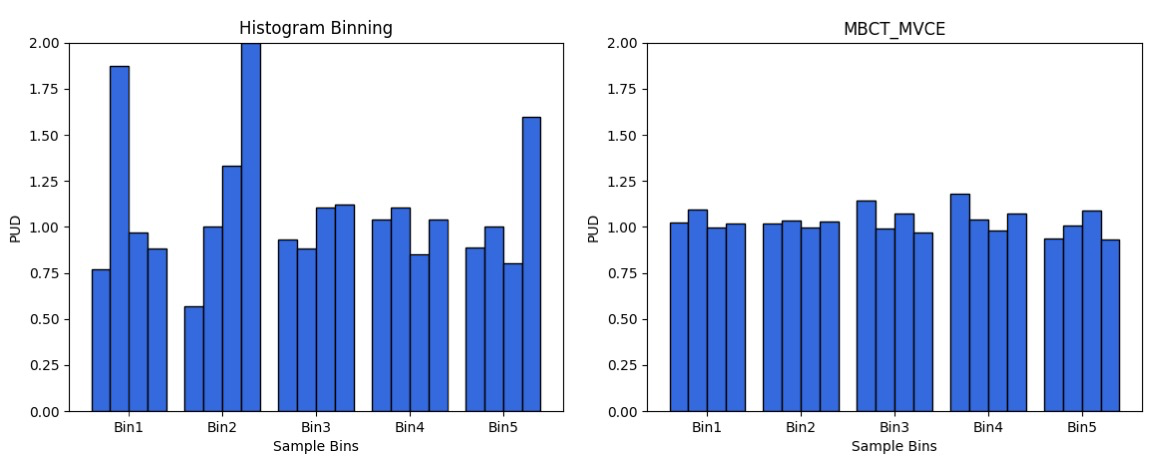 Histogram Binning
2.00
1.75
1.50
1.25
1.00
0.75
0.50
0.25
0.00
PUD
Bin1 Bin2 Bin3 Bin4 Bin5
Sample Bins
MBCT_MVCE
2.00
1.75
1.50
1.25
1.00
0.75
0.50
0.25
0.00
PUD
Bin1 Bin2 Bin3 Bin4 Bin5
Sample Bins